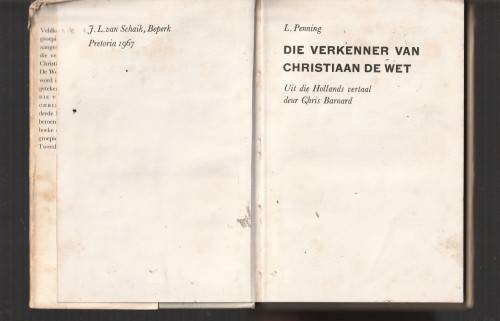 J. L. van Schaik, Beperk
Pretoria 1967
L. Penning
DIE VERKENNER VAN
CHRISTIAAN DE WET
Uit die Hollands vertaal
deur Chris Barnard